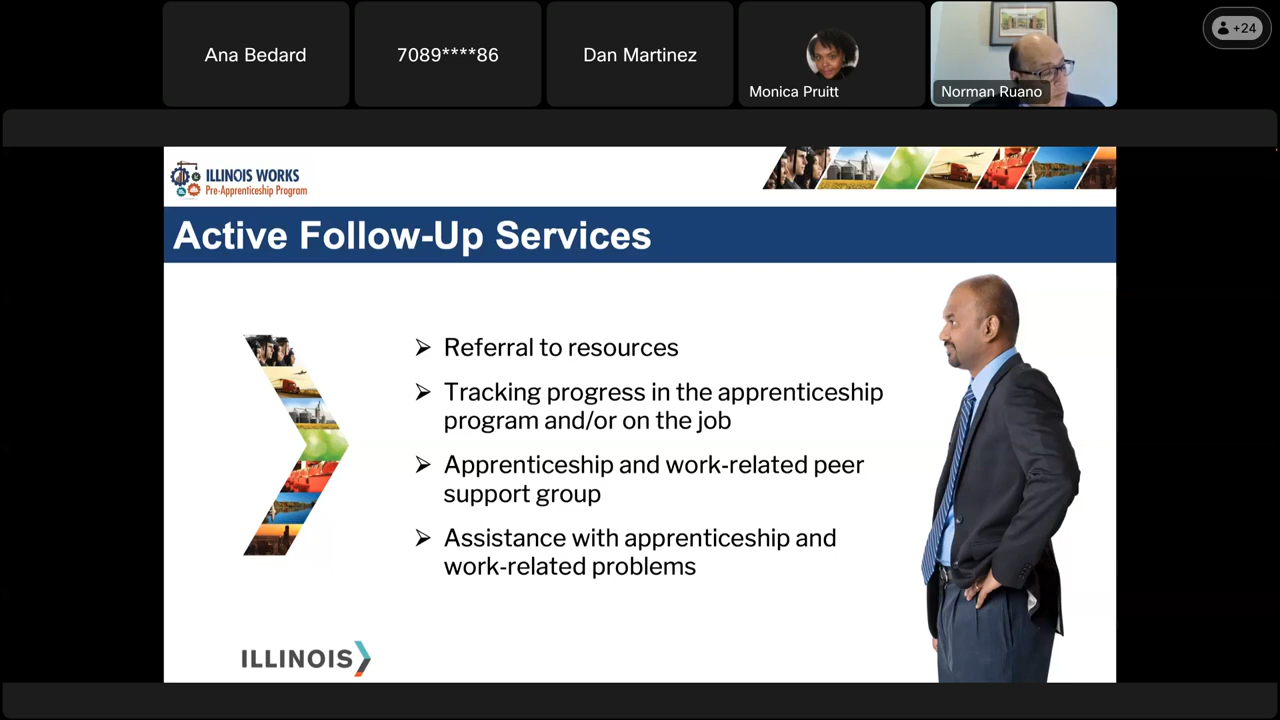 Ana Bedard
7089****86
Dan Martinez
Monica Pruitt
Norman Ruano
+24
ILLINOIS WORKS
Pre-Apprenticeship Program
Active Follow-Up Services
Referral to resources
Tracking progress in the apprenticeship
program and/or on the job
Apprenticeship and work-related peer
support group
Assistance with apprenticeship and
work-related problems
ILLINOIS